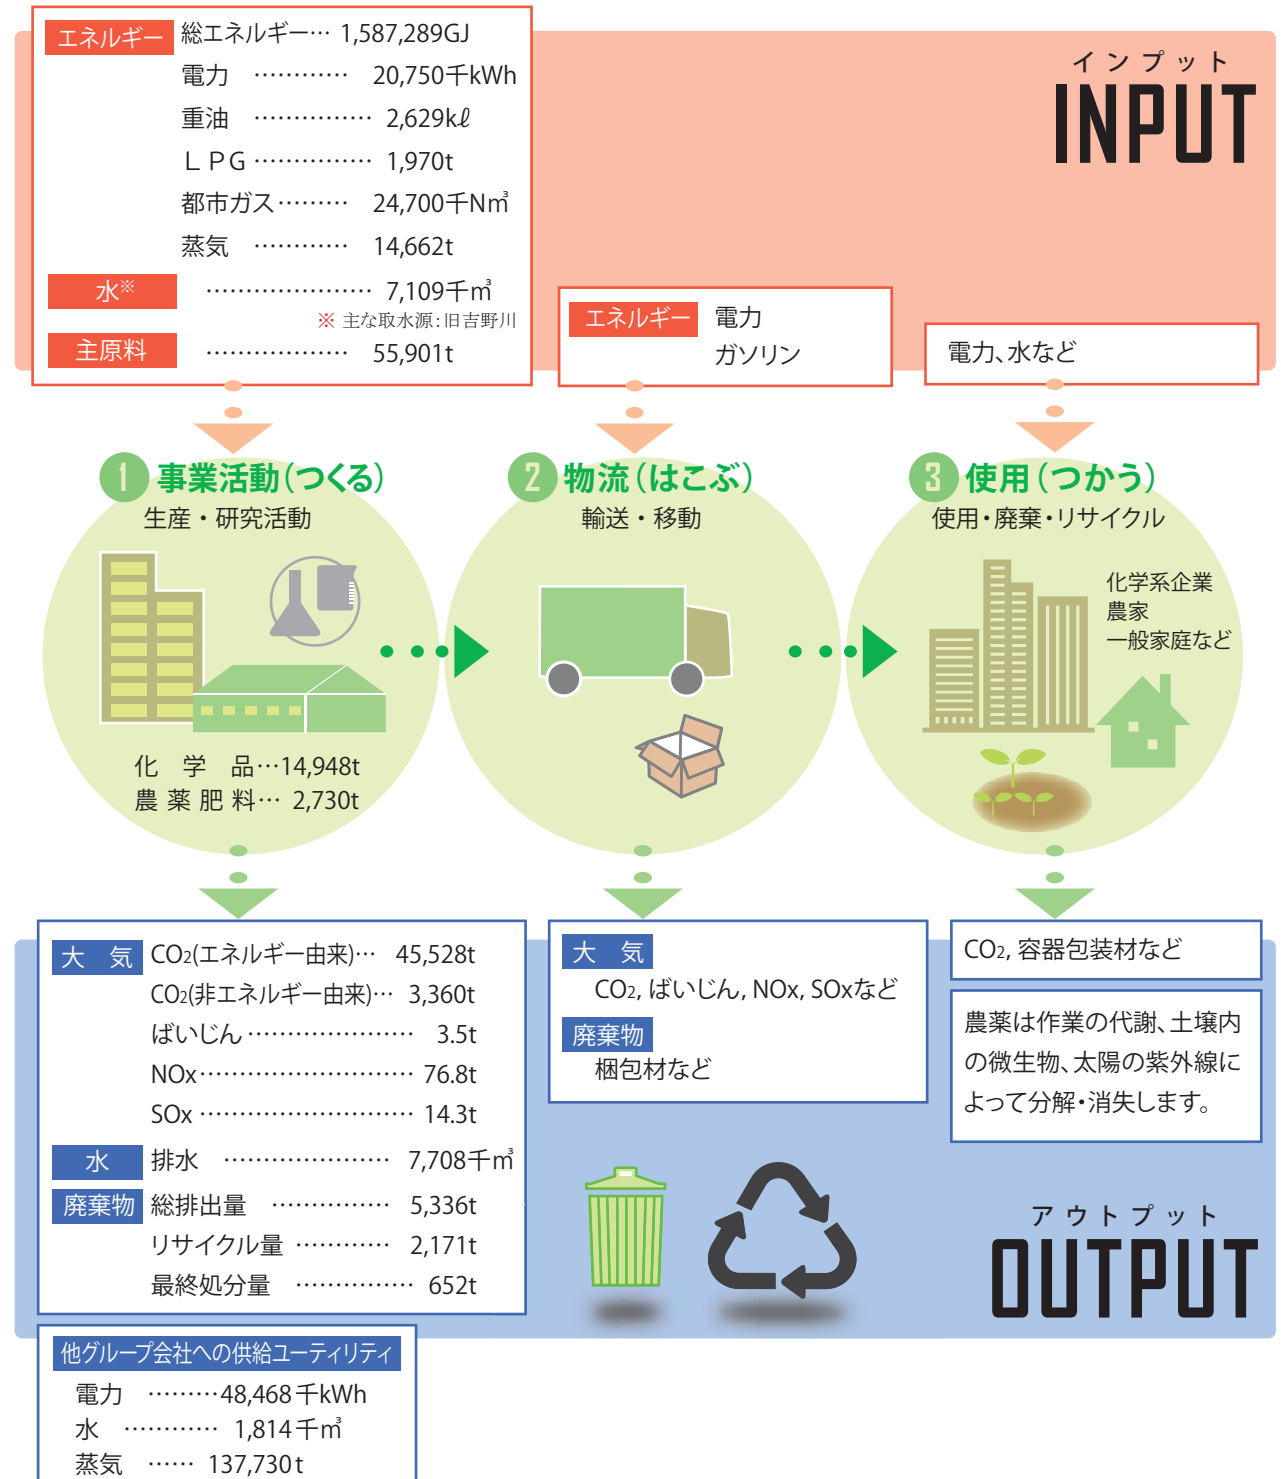 エネルギー 総エネルギー… 1,587,289GJ
電力 ………… 20,750千kWh
重油 …………… 2,629kℓ
ＬＰG …………… 1,970t
都市ガス……… 24,700千N㎥
蒸気 ………… 14,662t
水※ ………………… 7,109千㎥
※ 主な取水源：旧吉野川
主原料 ……………… 55,901t
インプット
INPUT
エネルギー 電力
ガソリン
電力、水など
1 事業活動（つくる）
生産・研究活動
化学品…14,948t
農薬肥料… 2,730t
2 物流（はこぶ）
輸送・移動
3 使用（つかう）
使用・廃棄・リサイクル
化学系企業
農家
一般家庭など
大気 CO2(エネルギー由来)… 45,528t
CO2(非エネルギー由来)… 3,360t
ばいじん………………… 3.5t
NOx……………………… 76.8t
SOx ……………………… 14.3t
水 排水 ………………… 7,708千㎥
廃棄物 総排出量 …………… 5,336t
リサイクル量 ………… 2,171t
最終処分量 …………… 652t
大気
CO2, ばいじん, NOx, SOxなど
廃棄物
梱包材など
CO2, 容器包装材など
農薬は作業の代謝、土壌内
の微生物、太陽の紫外線に
よって分解・消失します。
アウトプット
OUTPUT
他グループ会社への供給ユーティリティ
電力 ………48,468千kWh
水 ………… 1,814千㎥
蒸気 …… 137,730t